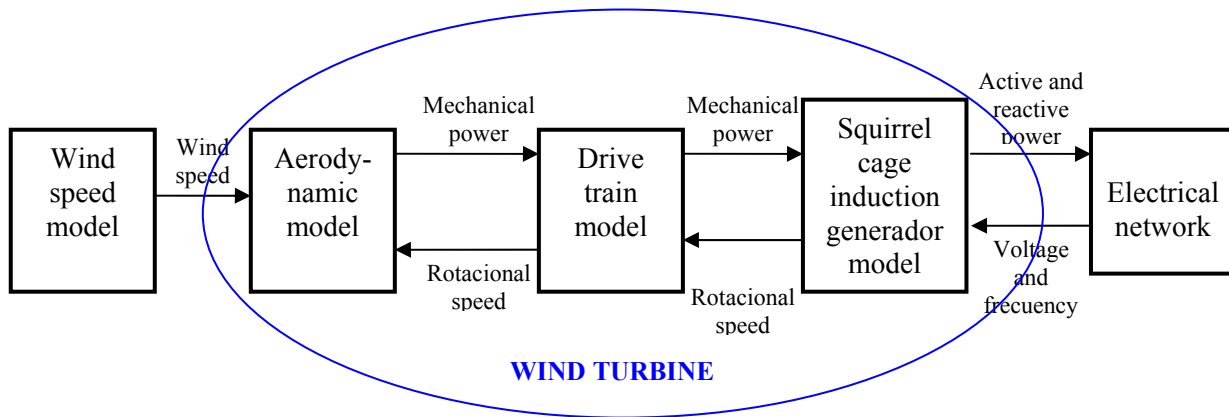 Wind
speed
model
Wind
speed
Aerody-
namic
model
Mechanical
power
Rotacional
speed
Drive
train
model
Mechanical
power
Rotacional
speed
Squirrel
cage
induction
generador
model
Active and
reactive
power
Voltage
and
frecuency
Electrical
network
WIND TURBINE